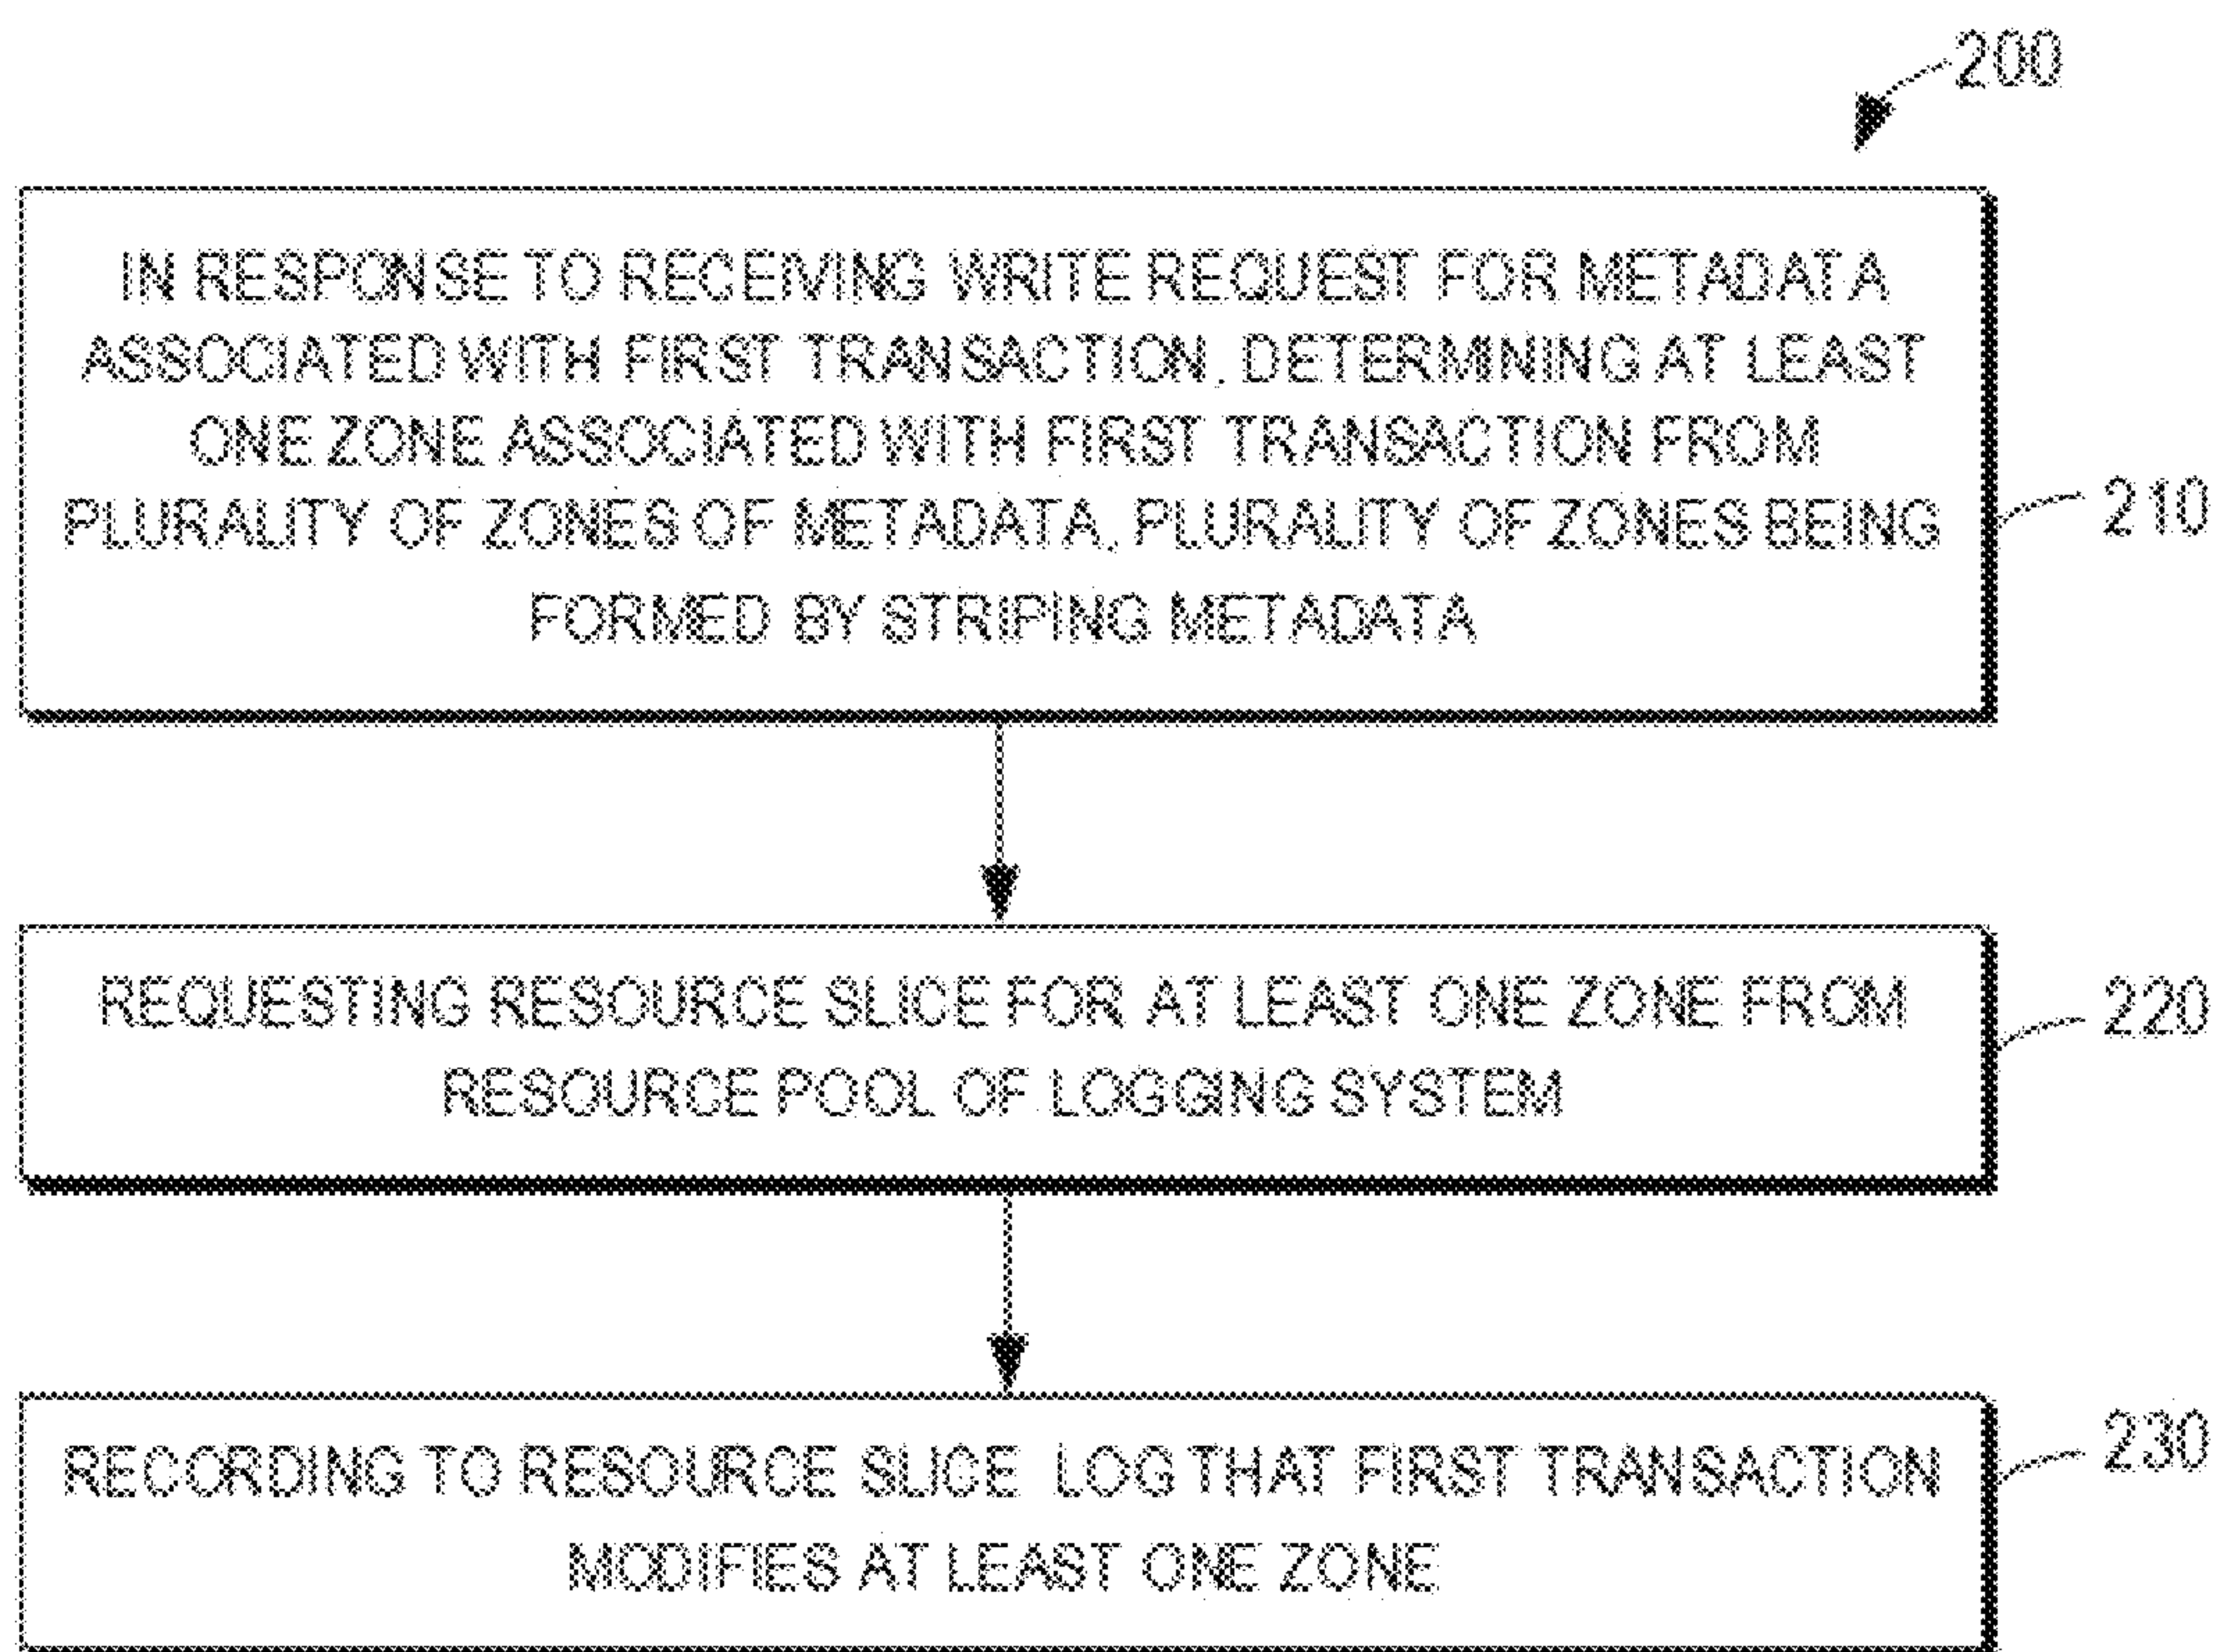 200
IN RESPONSE TO RECEIVING WRITE REQUEST FOR METADATA
ASSOCIATED WITH FIRST TRANSACTION, DETERMINING AT LEAST
ONE ZONE ASSOCIATED WITH FIRST TRANSACTION FROM
PLURALITY OF ZONES OF METADATA, PLURALITY OF ZONES BEING
FORMED BY STRIPING METADATA
210
REQUESTING RESOURCE SLICE FOR AT LEAST ONE ZONE FROM
RESOURCE POOL OF LOGGING SYSTEM
220
RECORDING TO RESOURCE SLICE LOG THAT FIRST TRANSACTION
MODIFIES AT LEAST ONE ZONE
230